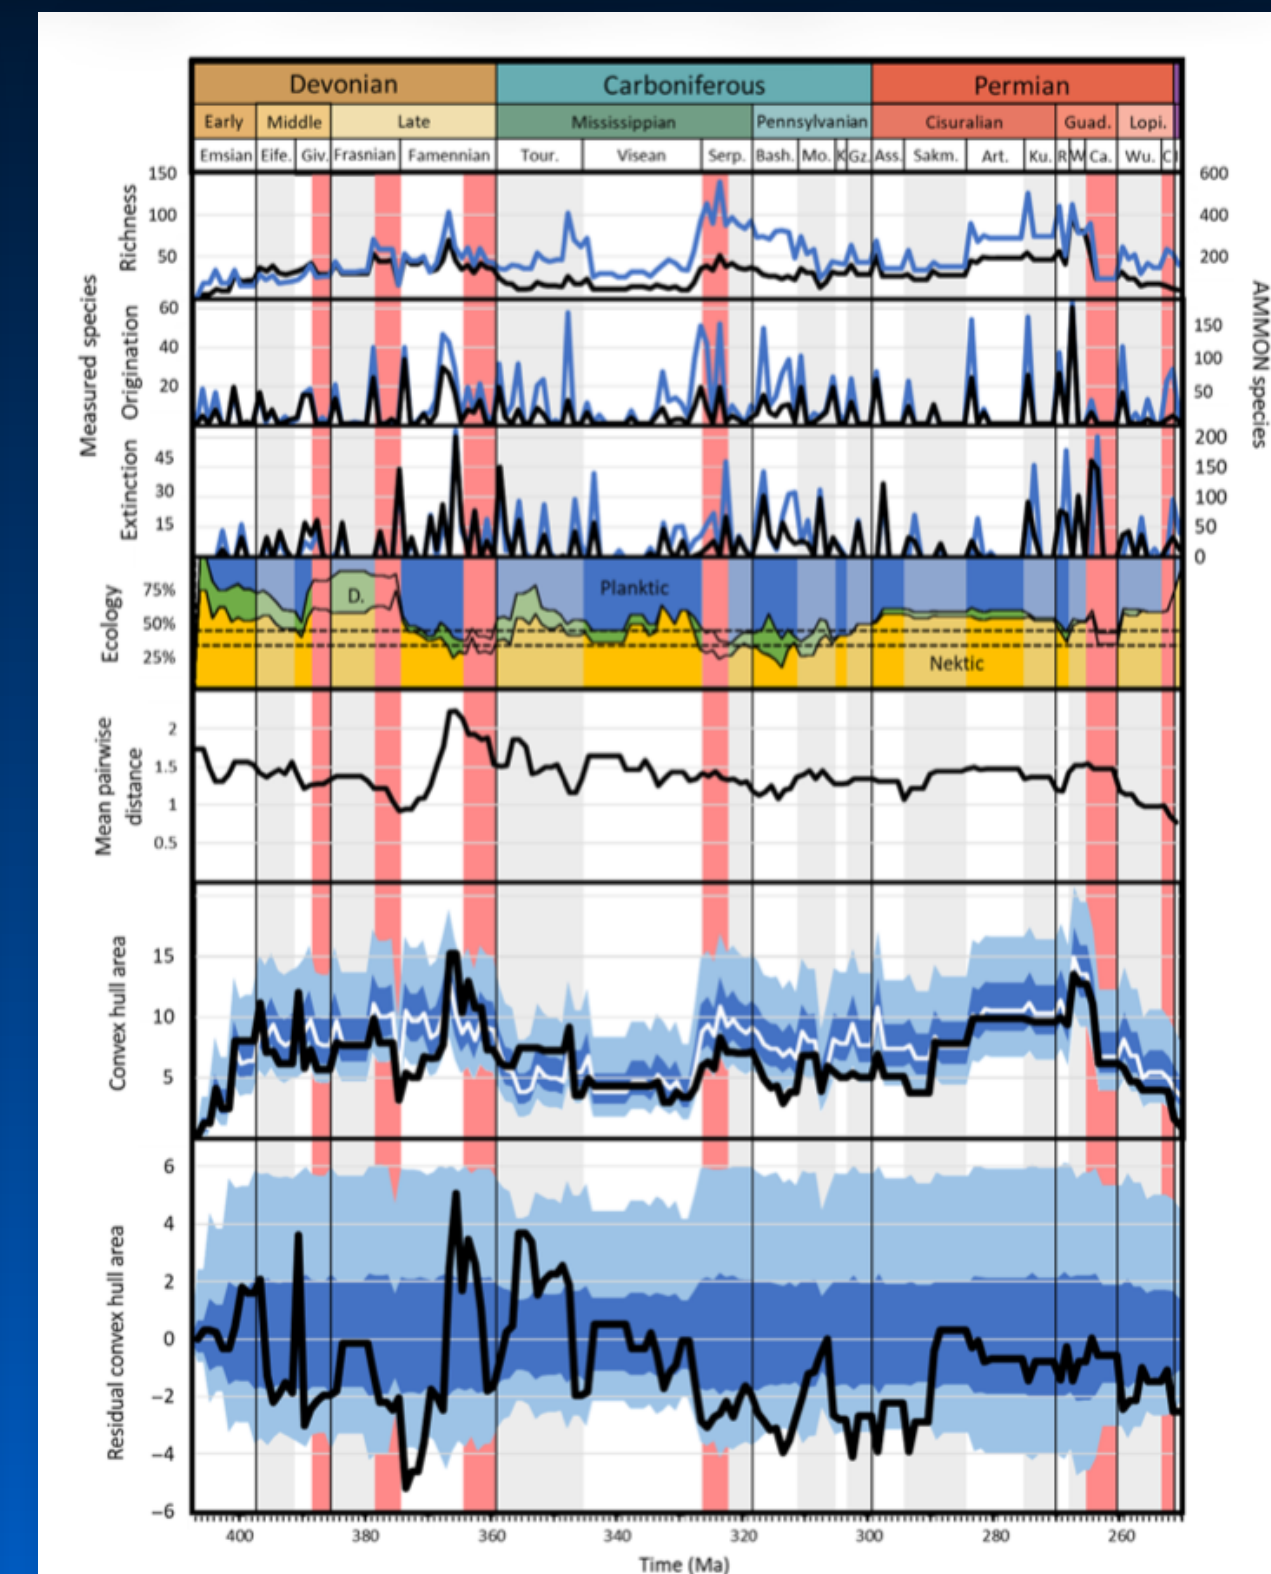 Devonian Carboniferous Permian
Early Middle Late Mississippian Pennsylvanian Cisuralian Guad. Lopi.
Emsian Eife. Giv. Frasnian Famennian Tour. Visean Serp. Bash. Mo. K Gz. Ass. Sakm. Art. Ku. R W Ca. Wu. C
Measured species
AMMON species
Richness
150
100
50
600
400
200
Origination
60
40
20
150
100
50
Extinction
45
30
15
200
150
100
50
0
Ecology
75%
50%
25%
D.
Planktic
Nektic
Mean pairwise
distance
2
1.5
1
0.5
Convex hull area
15
10
5
Residual convex hull area
6
4
2
0
−2
−4
−6
400 380 360 340 320 300 280 260
Time (Ma)